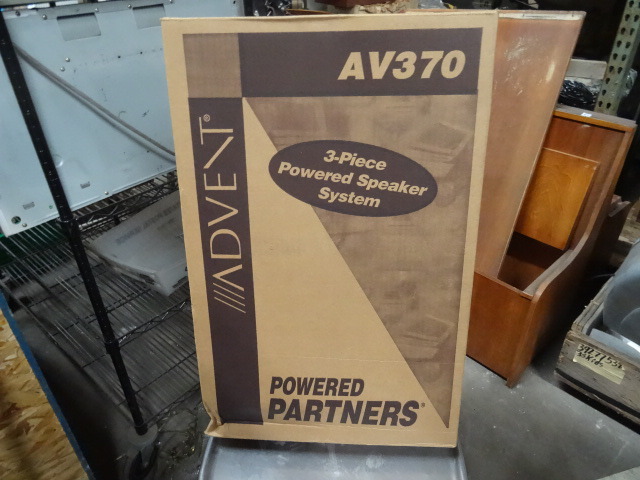 AV370
///ADVENT®
3-Piece
Powered Speaker
System
POWERED
PARTNERS®